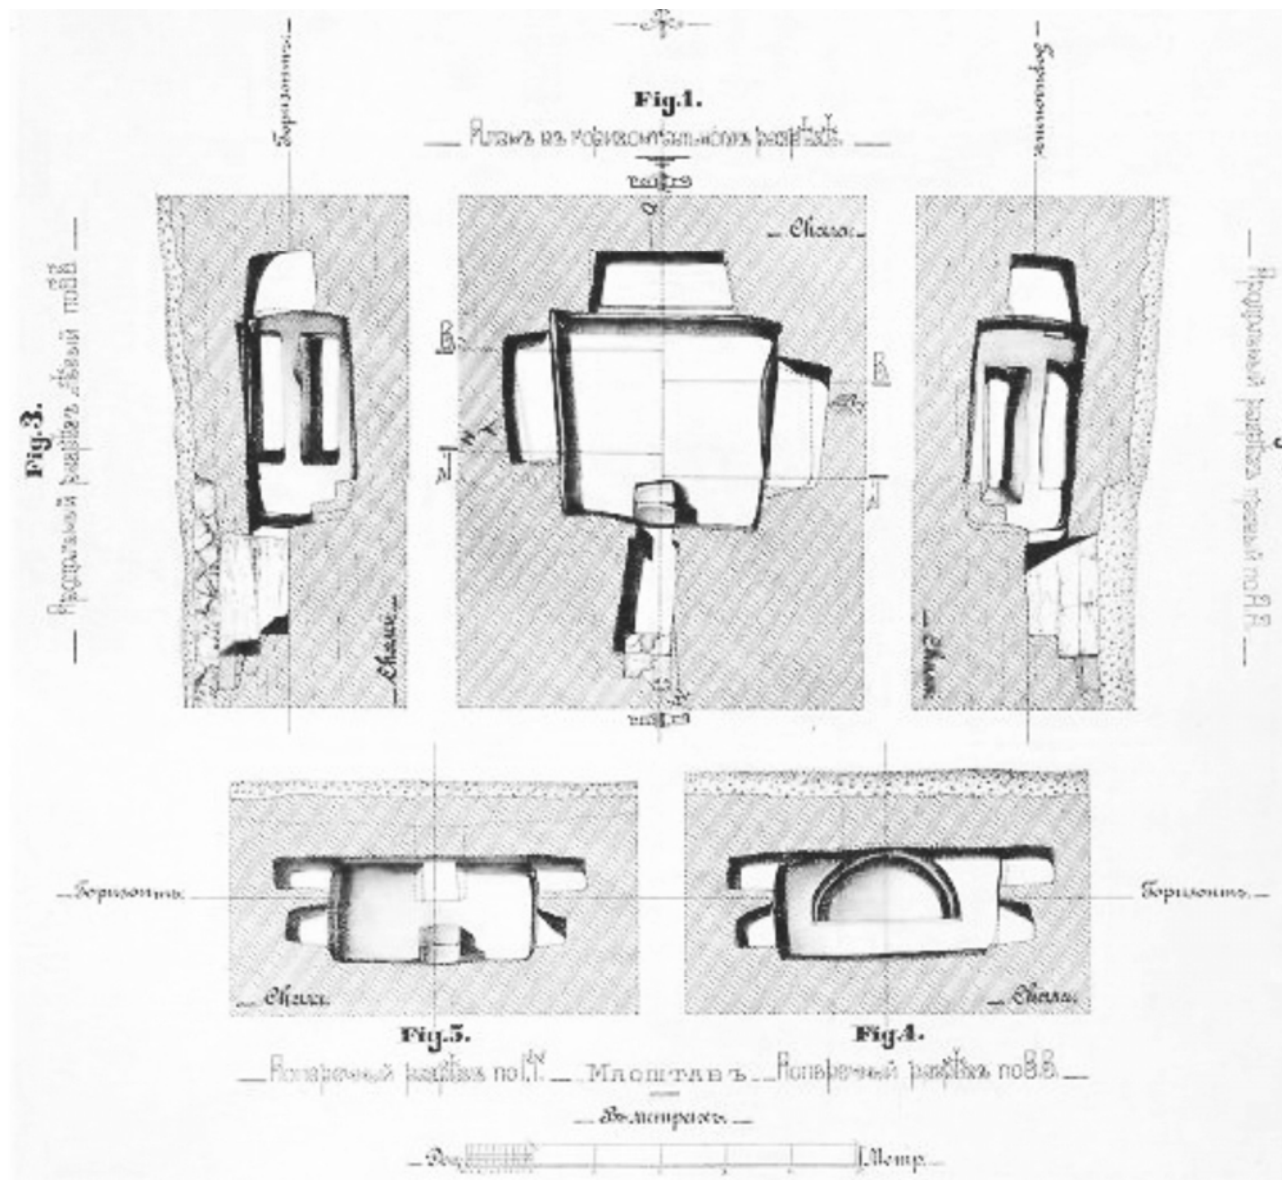 Горизонтъ.
Горизонтъ.
Fig.1.
Планъ въ горизонтальномъ разрѣзѣ.
Скала.
Fig.3.
Продольный разрѣзъ лѣвый по
Продольный разрѣзъ правый по
В
В
Скала.
Скала.
Горизонтъ.
Горизонтъ.
Скала.
Скала.
Fig.5.
Fig.4.
Поперечный разрѣзъ по
Масштабъ
Поперечный разрѣзъ по В.В.
Въ метрахъ.
Метр.